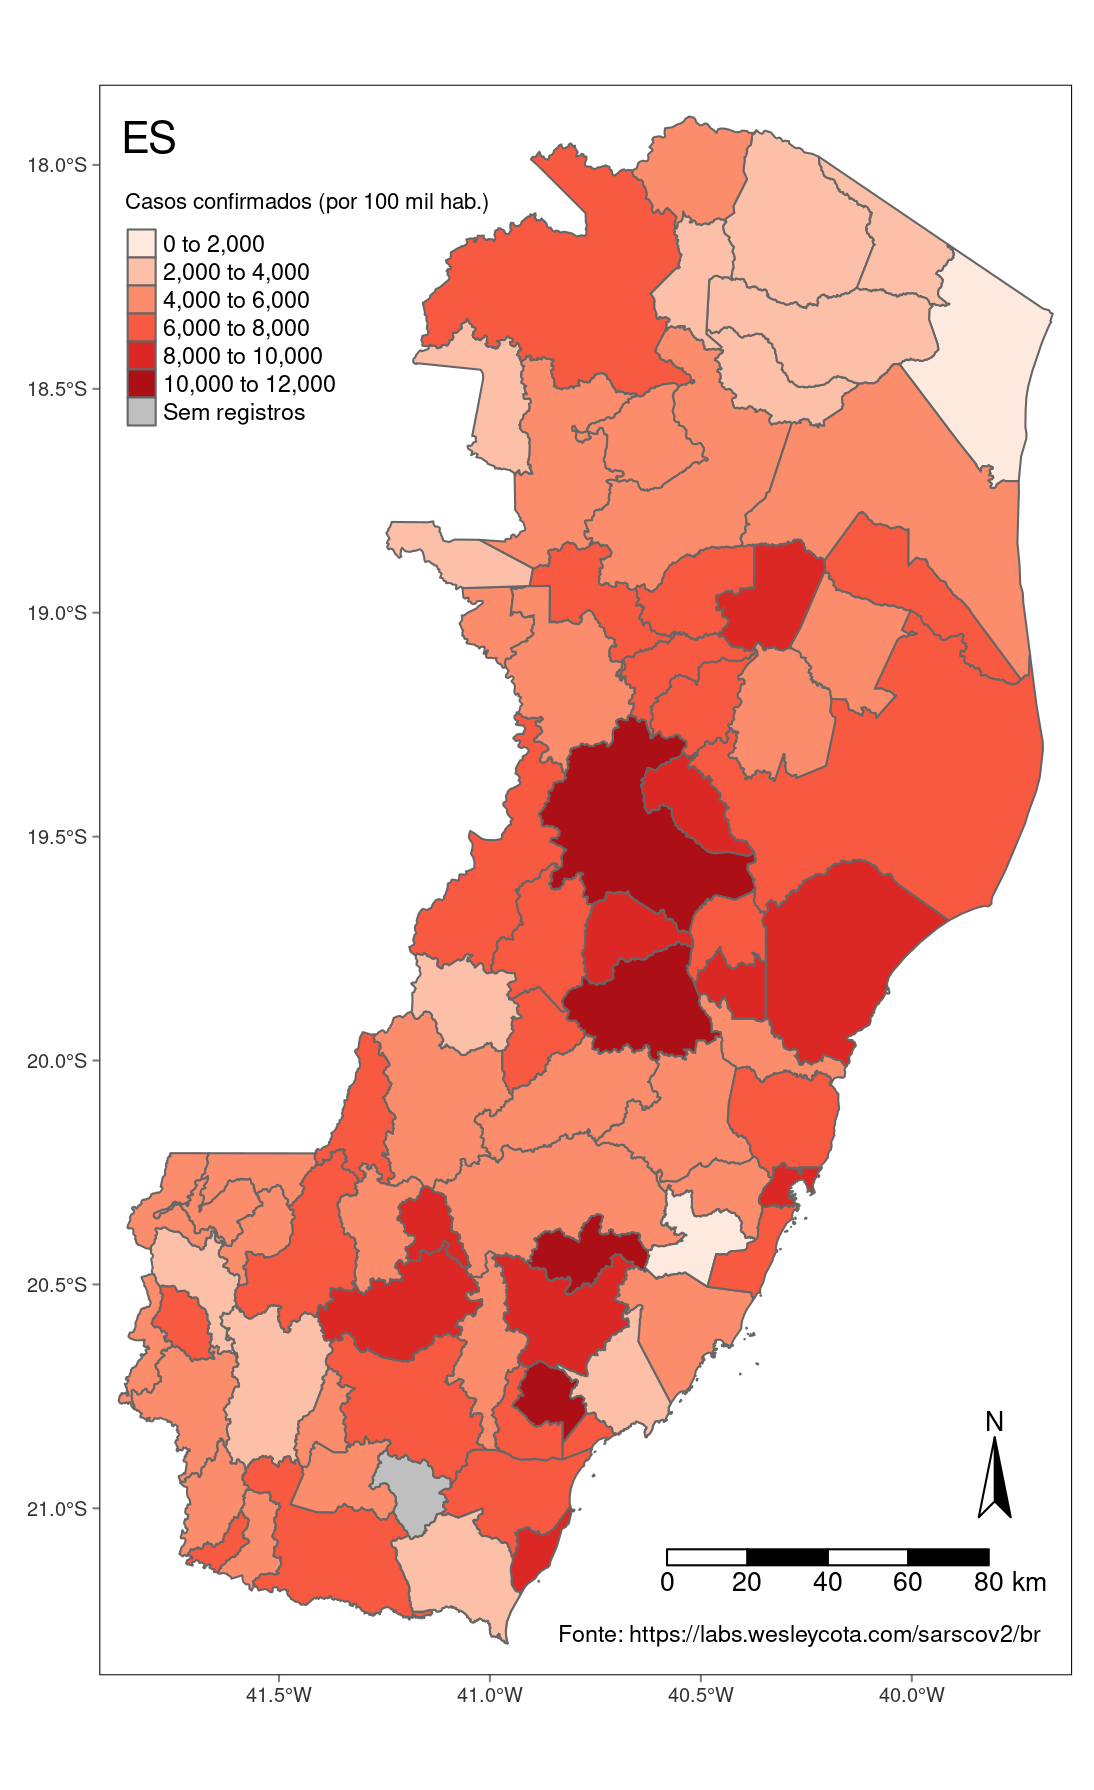 ES
Casos confirmados (por 100 mil hab.)
0 to 2,000
2,000 to 4,000
4,000 to 6,000
6,000 to 8,000
8,000 to 10,000
10,000 to 12,000
Sem registros
18.0°S
18.5°S
19.0°S
19.5°S
20.0°S
20.5°S
21.0°S
N
0 20 40 60 80 km
Fonte: https://labs.wesleycota.com/sarscov2/br
41.5°W 41.0°W 40.5°W 40.0°W